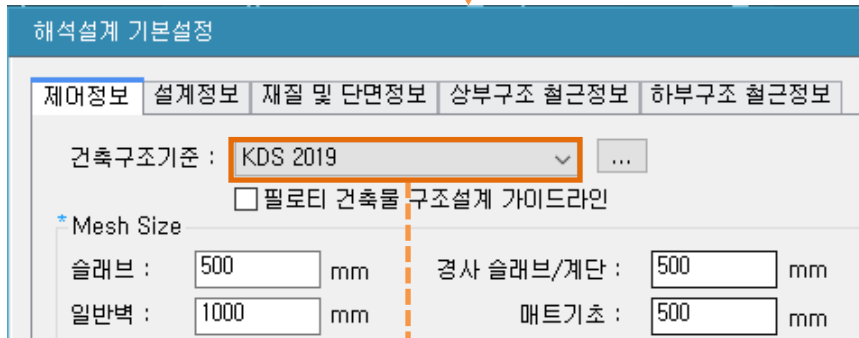 해석설계 기본설정
제어정보 설계정보 재질 및 단면정보 상부구조 철근정보 하부구조 철근정보
건축구조기준 : KDS 2019 ...
필로티 건축물 구조설계 가이드라인
* Mesh Size
슬래브 : 500 mm 경사 슬래브/계단 : 500 mm
일반벽 : 1000 mm 매트기초 : 500 mm